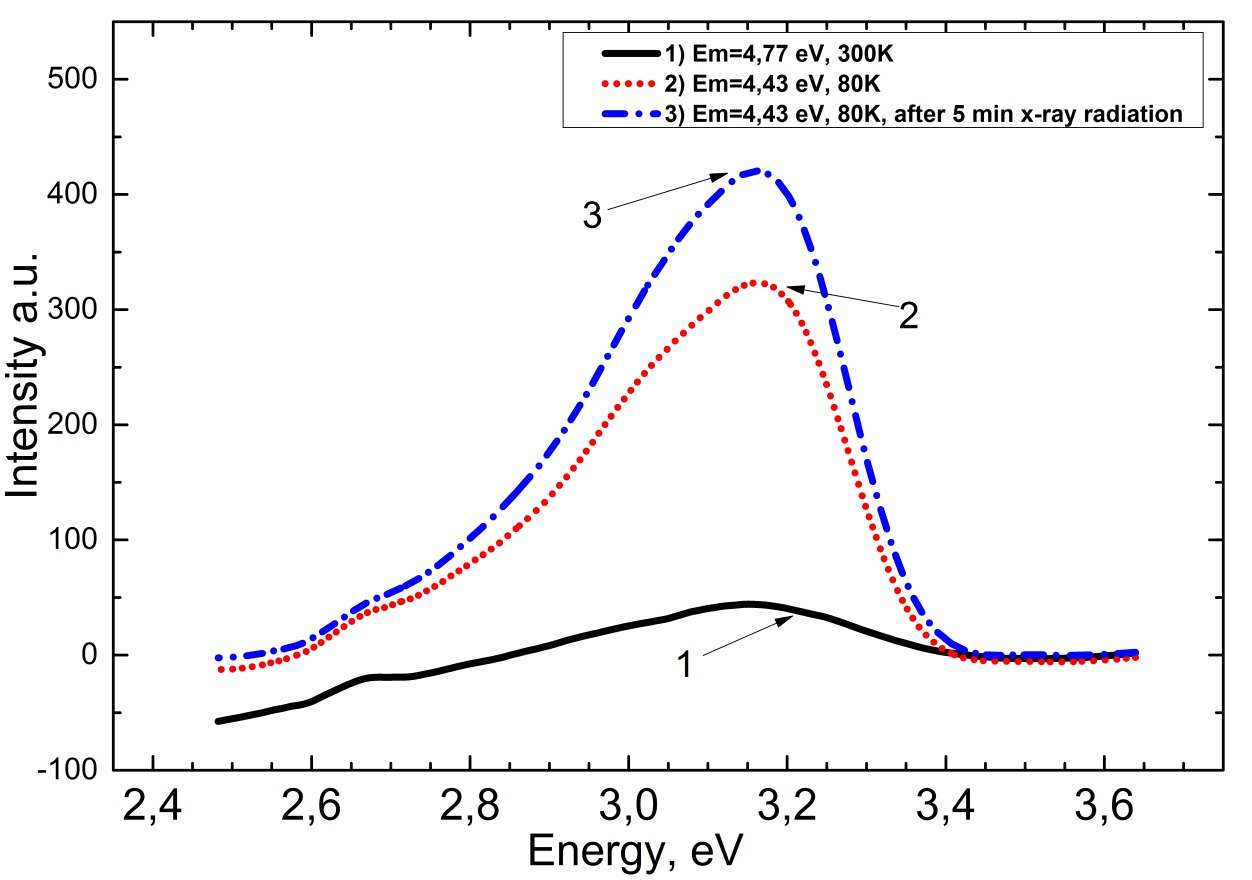 1) Em=4,77 eV, 300K
2) Em=4,43 eV, 80K
3) Em=4,43 eV, 80K, after 5 min x-ray radiation
500
400
300
200
100
0
-100
Intensity a.u.
3
2
1
2,4 2,6 2,8 3,0 3,2 3,4 3,6
Energy, eV